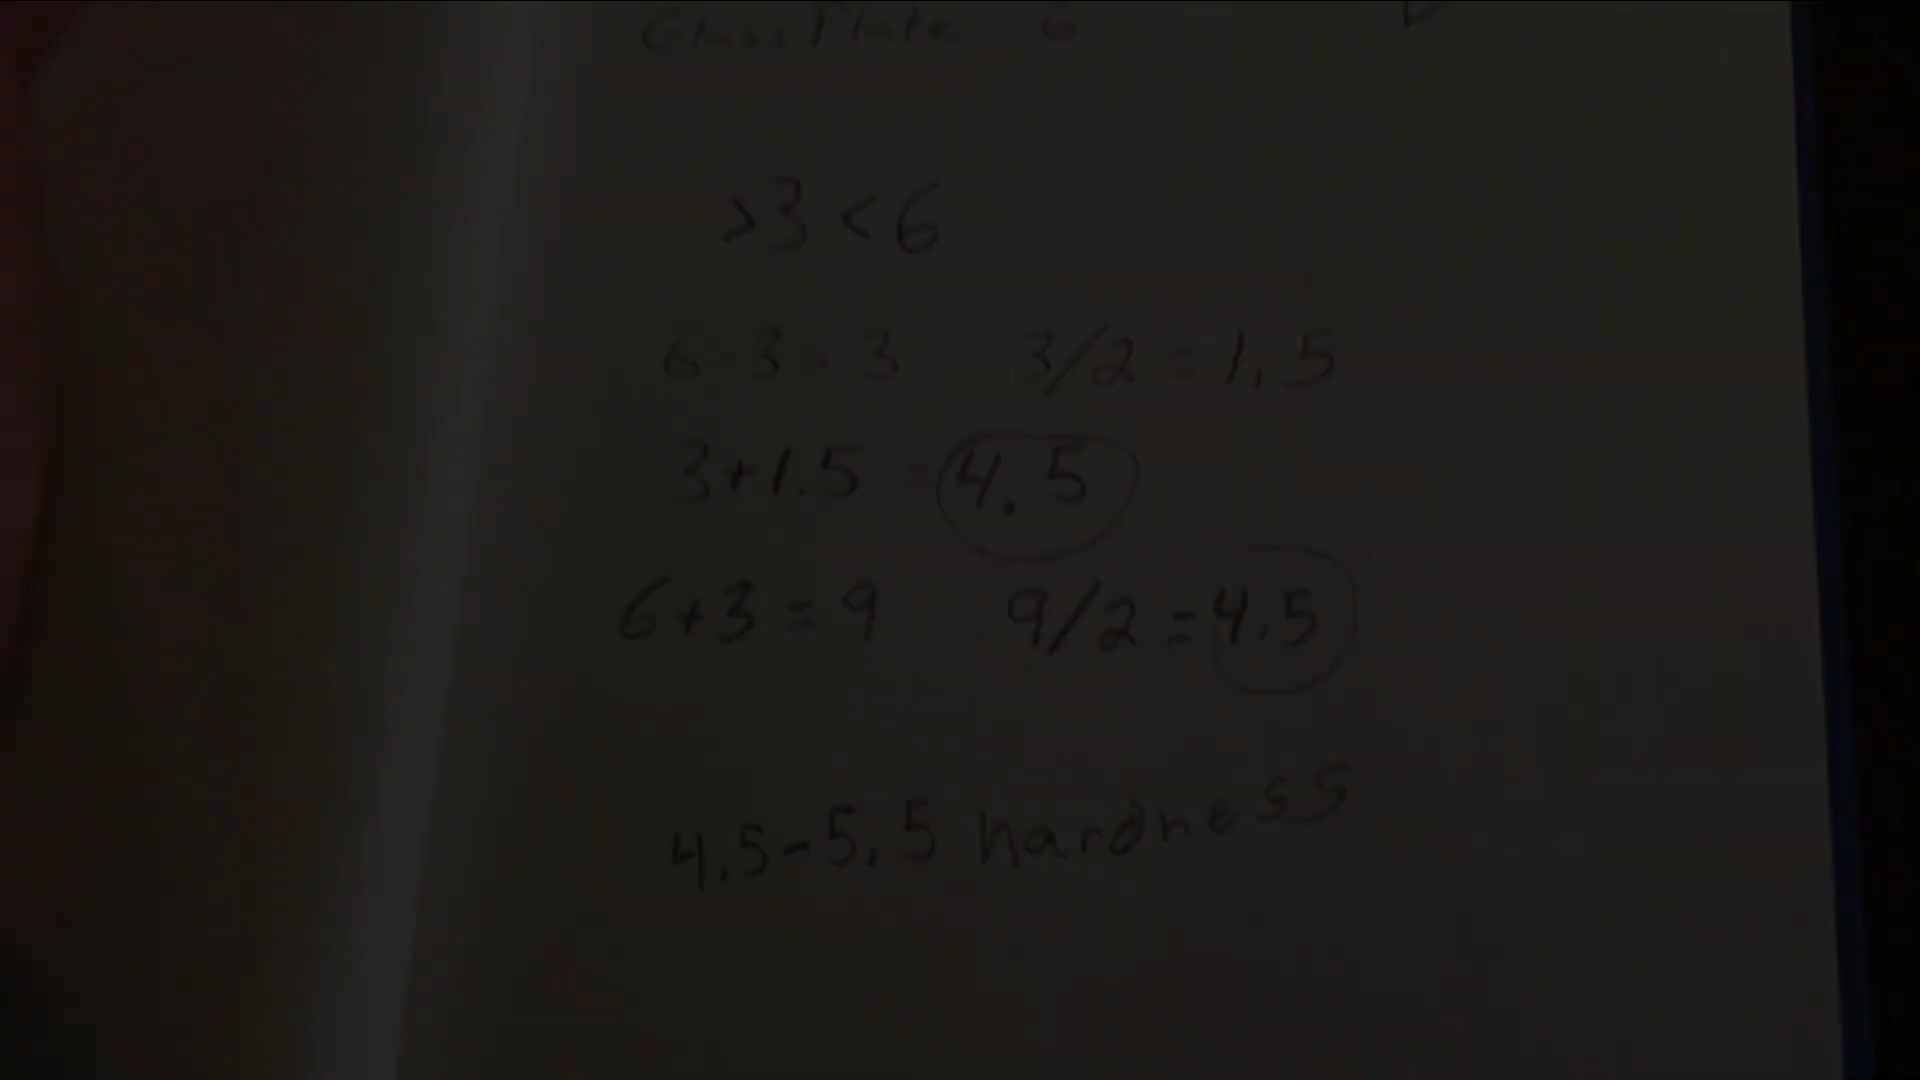 Glass Plate 6
>3 <6
6-3= 3 3/2 = 1,5
3+1.5 = 4.5
6+3 = 9 9/2 = 4.5
4.5-5.5 hardness